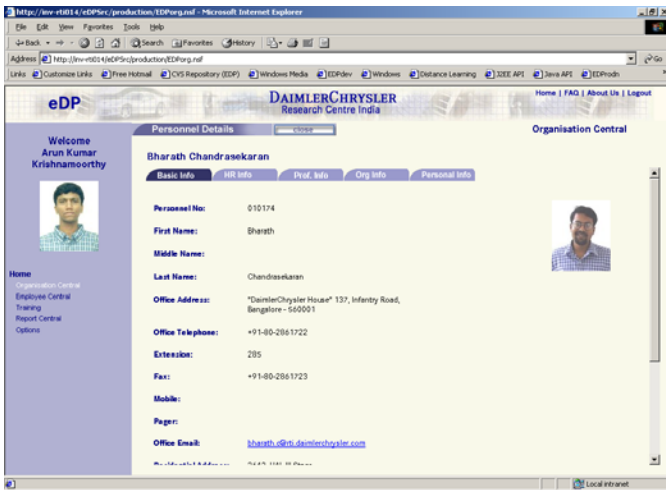 http://inv-rti014/eDPSrc/production/EDPorg.nsf - Microsoft Internet Explorer
File Edit View Favorites Tools Help
Back Search Favorites History
Address http://inv-rti014/eDPSrc/production/EDPorg.nsf Go
Links Customize Links Free Hotmail CVS Repository (EDP) Windows Media EDPdev Windows Distance Learning J2EE API Java API EDProdn
eDP
DAIMLERCHRYSLER
Research Centre India
Home | FAQ | About Us | Logout
Personnel Details close Organisation Central
Welcome
Arun Kumar
Krishnamoorthy
Bharath Chandrasekaran
Basic Info HR Info Prof. Info Org Info Personal Info
Personnel No: 010174
First Name: Bharath
Middle Name:
Last Name: Chandrasekaran
Home
Organisation Central
Employee Central
Training
Report Central
Options
Office Address: "DaimlerChrysler House" 137, Infantry Road,
Bangalore - 560001
Office Telephone: +91-80-2861722
Extension: 285
Fax: +91-80-2861723
Mobile:
Pager:
Office Email: bharath.c@rti.daimlerchrysler.com
Local intranet